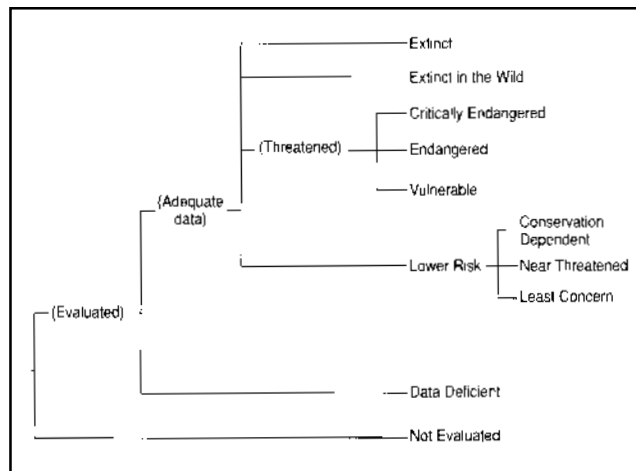 Extinct
Extinct in the Wild
Critically Endangered
(Threatened)
Endangered
Vulnerable
(Adequate
data)
Conservation
Dependent
Lower Risk
Near Threatened
Least Concern
(Evaluated)
Data Deficient
Not Evaluated